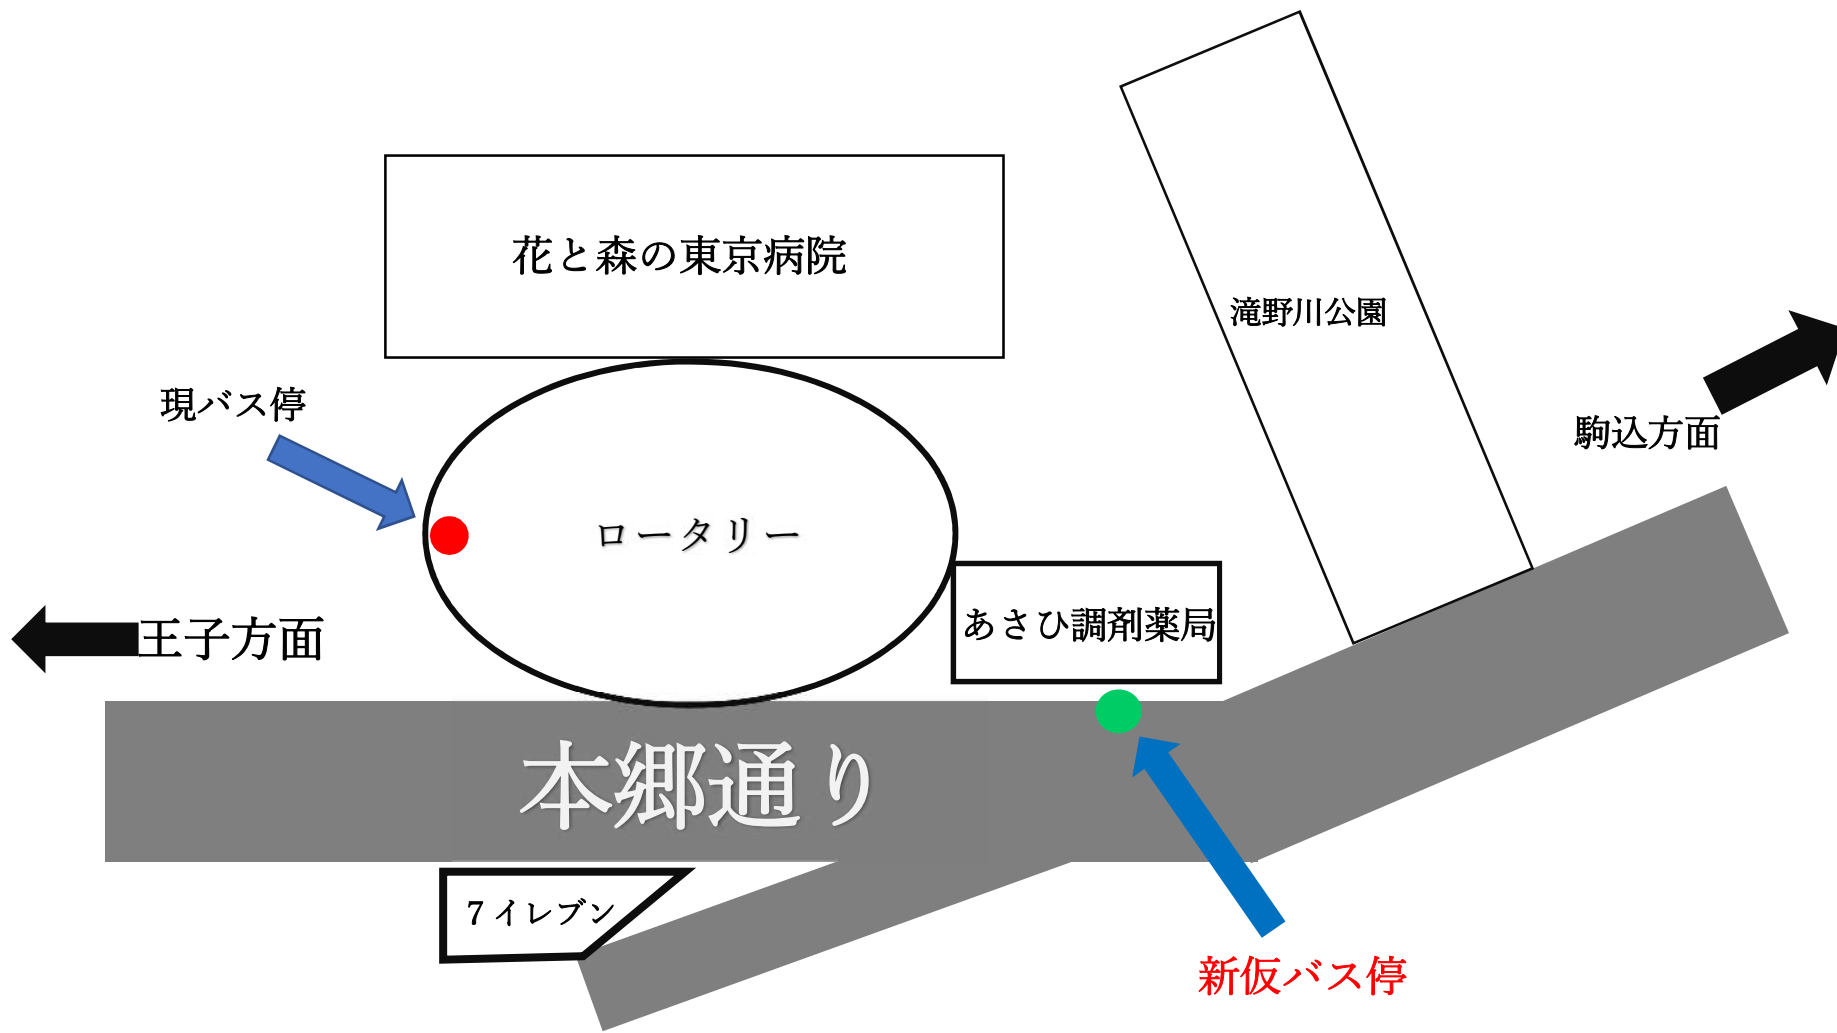 花と森の東京病院
滝野川公園
現バス停
駒込方面
ロータリー
あさひ調剤薬局
王子方面
本郷通り
7イレブン
新仮バス停